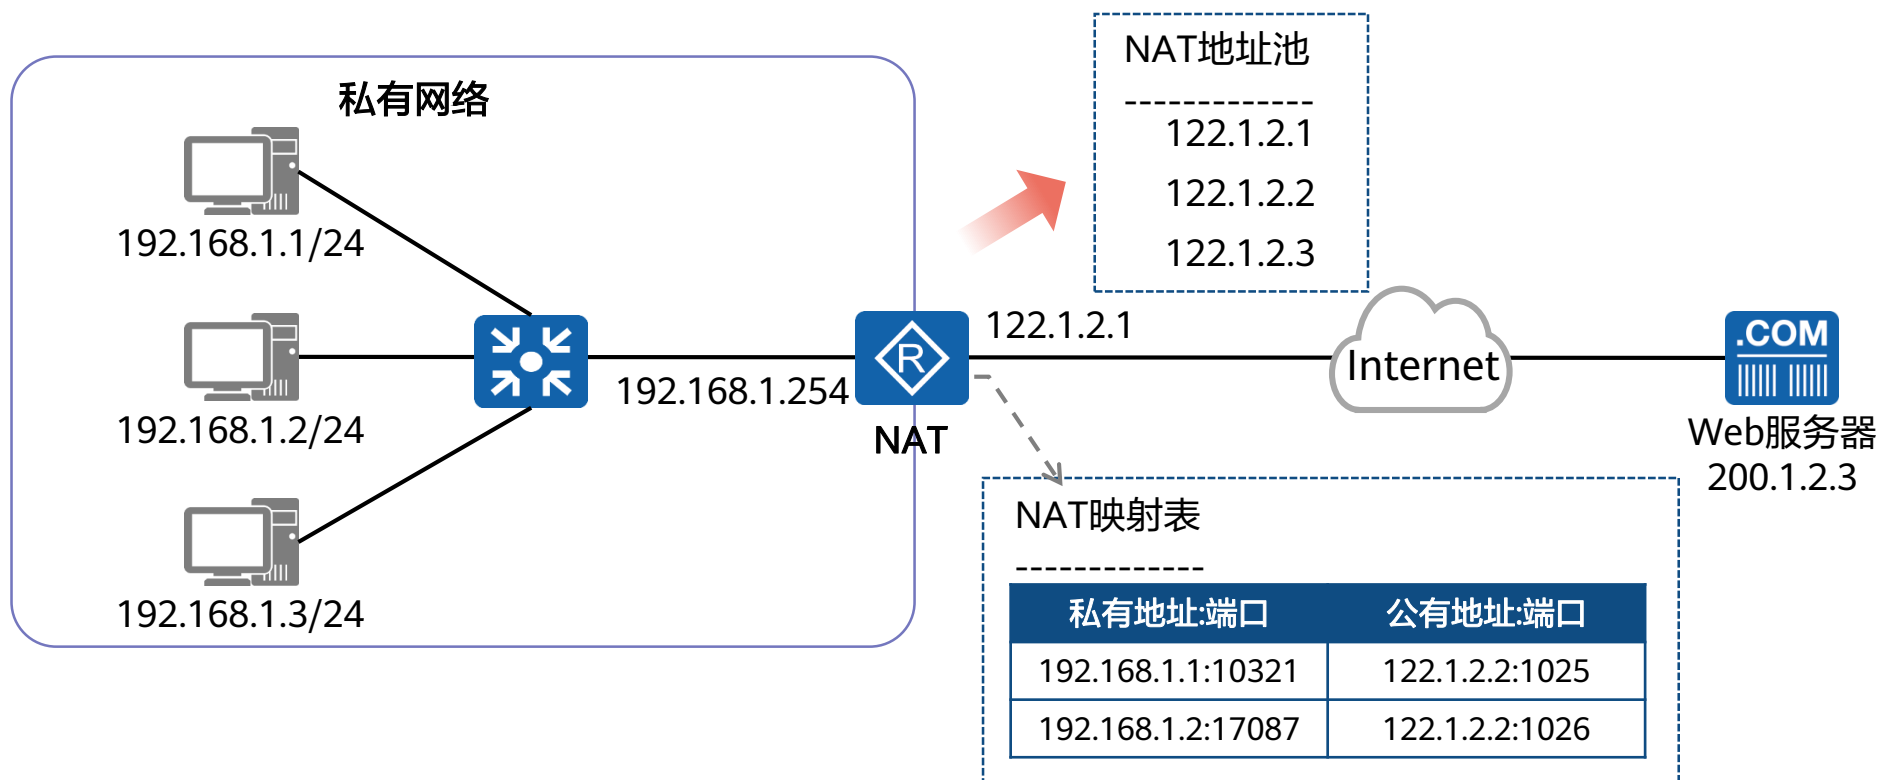 NAT地址池
-------------
122.1.2.1
122.1.2.2
122.1.2.3
私有网络
192.168.1.1/24
192.168.1.2/24
192.168.1.3/24
192.168.1.254
R
NAT
122.1.2.1
Internet
.COM
Web服务器
200.1.2.3
NAT映射表
-------------
私有地址:端口 公有地址:端口
192.168.1.1:10321 122.1.2.2:1025
192.168.1.2:17087 122.1.2.2:1026